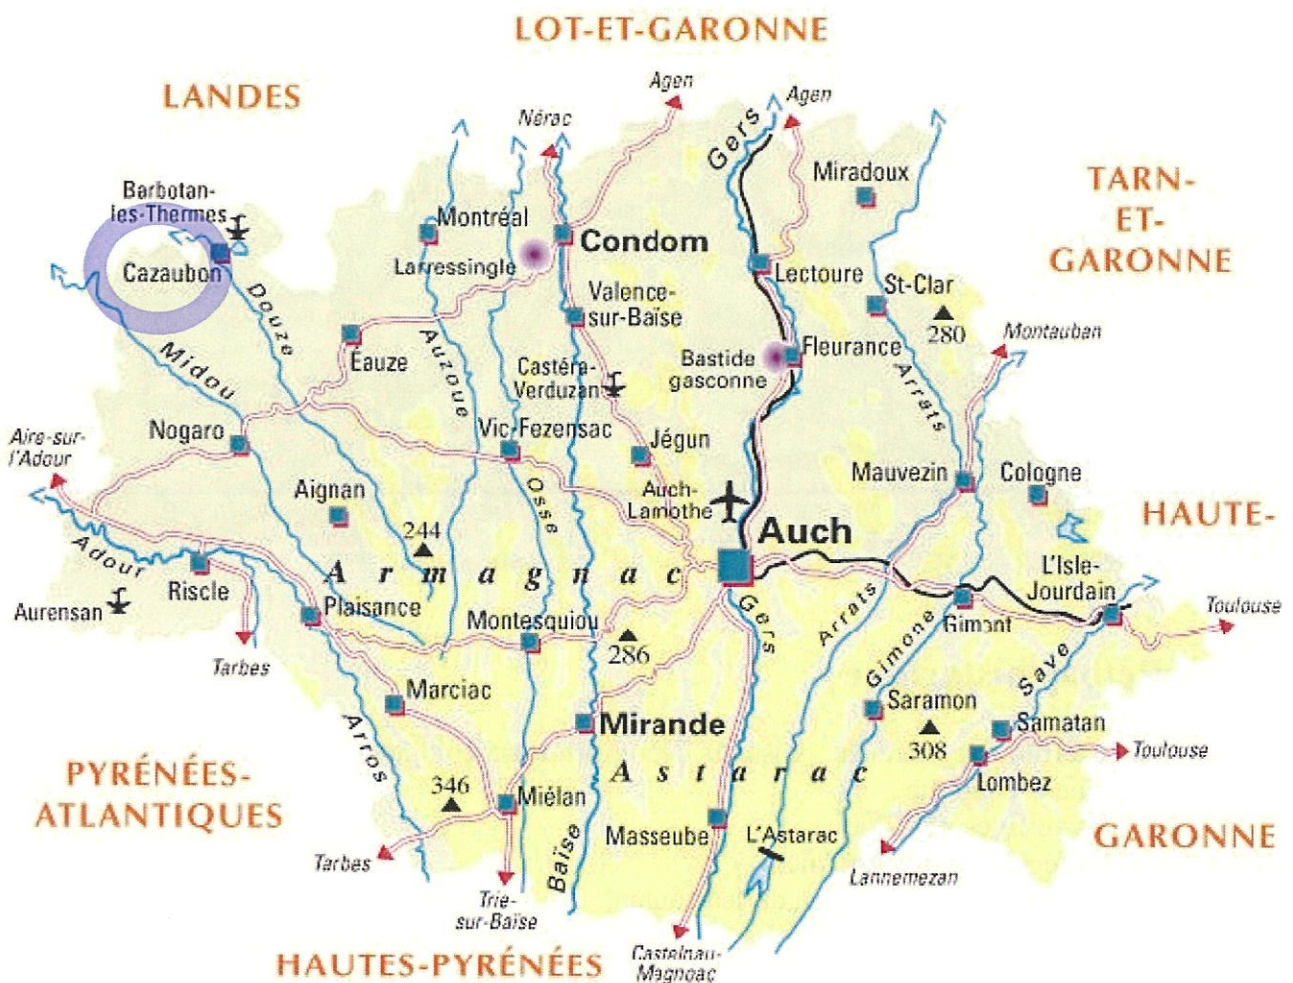 LOT-ET-GARONNE
LANDES
Agen
Agen
Nérac
Gers
Miradoux
TARN-
ET-
GARONNE
Barbotan-
les-Thermes
Montréal
Condom
Larressingle
Cazaubon
Lectoure
St-Clar
280
Montauban
Douze
Valence-
sur-Baïse
Midou
Éauze
Auzoue
Castéra-
Verduzan
Bastide
gasconne
Fleurance
Arrats
Aire-sur-
l'Adour
Nogaro
Vic-Fezensac
Jégun
Mauvezin
Cologne
Aignan
Osse
Auch-
Lamothe
Auch
HAUTE-
244
Adour
Riscle
Armagnac
L'Isle-
Jourdain
Aurensan
Plaisance
Montesquiou
Gers
Arrats
Gimone
Gimont
Toulouse
Tarbes
286
Save
Marciac
Mirande
Saramon
308
Samatan
Toulouse
Arros
Astarac
Lombez
PYRÉNÉES-
ATLANTIQUES
346
Miélan
Masseube
L'Astarac
GARONNE
Tarbes
Baïse
Lannemezan
Trie-
sur-Baïse
HAUTES-PYRÉNÉES
Castelnau-
Magnoac